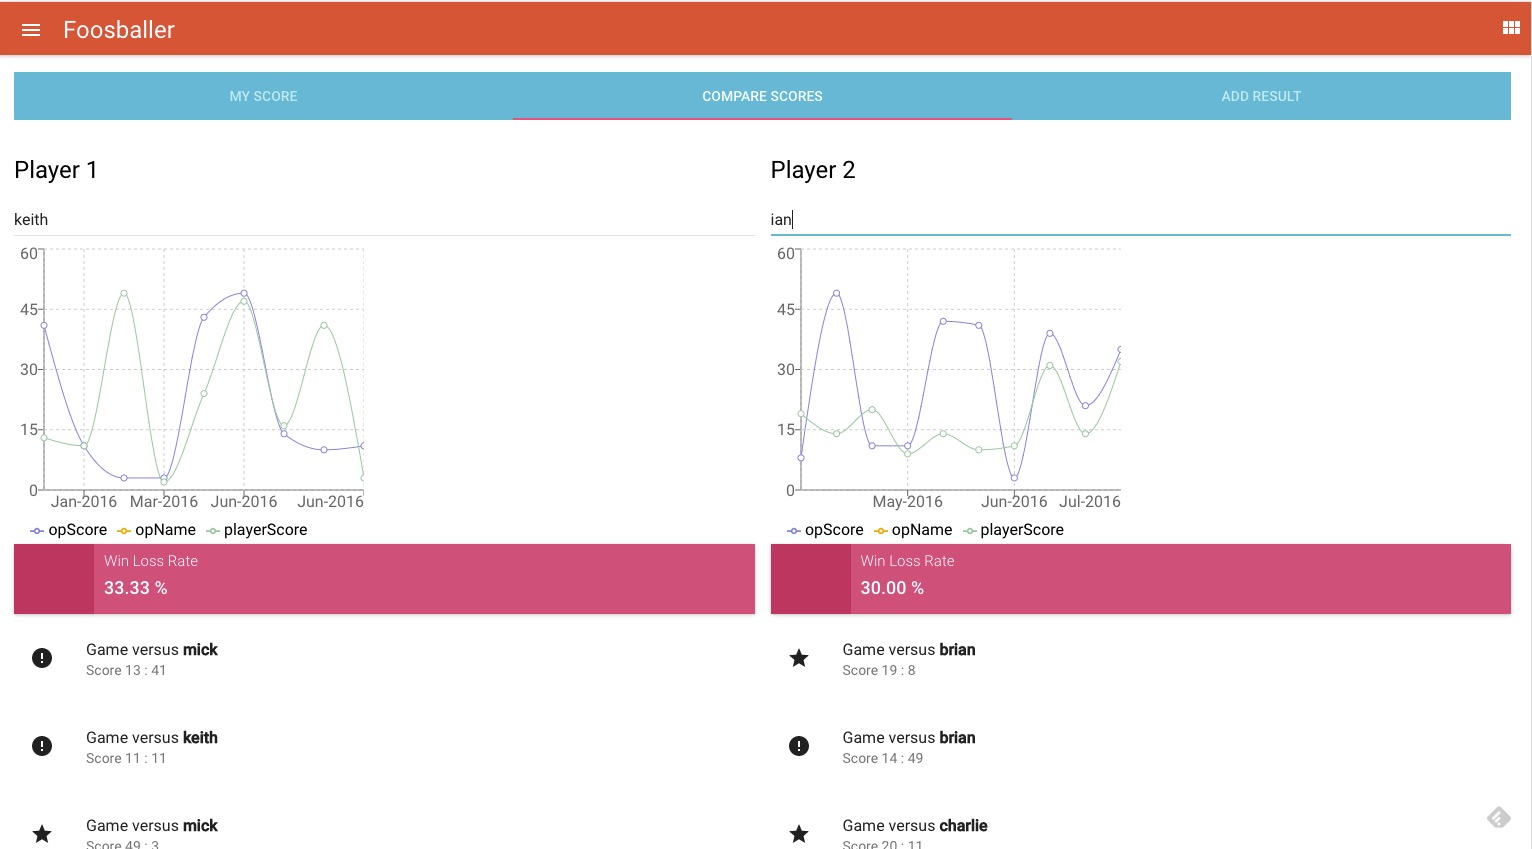 Foosballer
MY SCORE COMPARE SCORES ADD RESULT
Player 1
keith
60
45
30
15
0
Jan-2016 Mar-2016 Jun-2016 Jun-2016
opScore opName playerScore
Win Loss Rate
33.33 %
Game versus mick
Score 13 : 41
Game versus keith
Score 11 : 11
Game versus mick
Score 49 : 3
Player 2
ian
60
45
30
15
0
May-2016 Jun-2016 Jul-2016
opScore opName playerScore
Win Loss Rate
30.00 %
Game versus brian
Score 19 : 8
Game versus brian
Score 14 : 49
Game versus charlie
Score 20 : 11